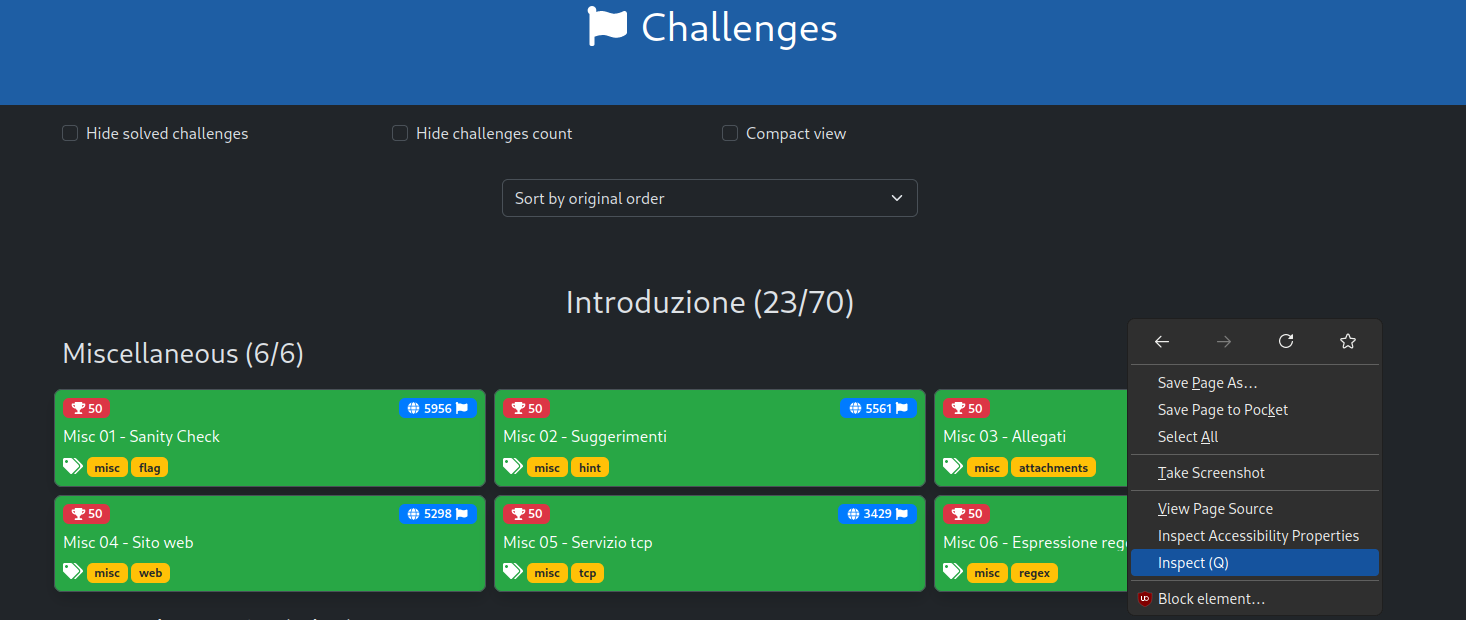 Challenges
Hide solved challenges
Hide challenges count
Compact view
Sort by original order
Introduzione (23/70)
Miscellaneous (6/6)
50 5956
Misc 01 - Sanity Check
misc flag
50 5561
Misc 02 - Suggerimenti
misc hint
50
Misc 03 - Allegati
misc attachments
50 5298
Misc 04 - Sito web
misc web
50 3429
Misc 05 - Servizio tcp
misc tcp
50
Misc 06 - Espressione
misc regex
Save Page As...
Save Page to Pocket
Select All
Take Screenshot
View Page Source
Inspect Accessibility Properties
Inspect (Q)
Block element...